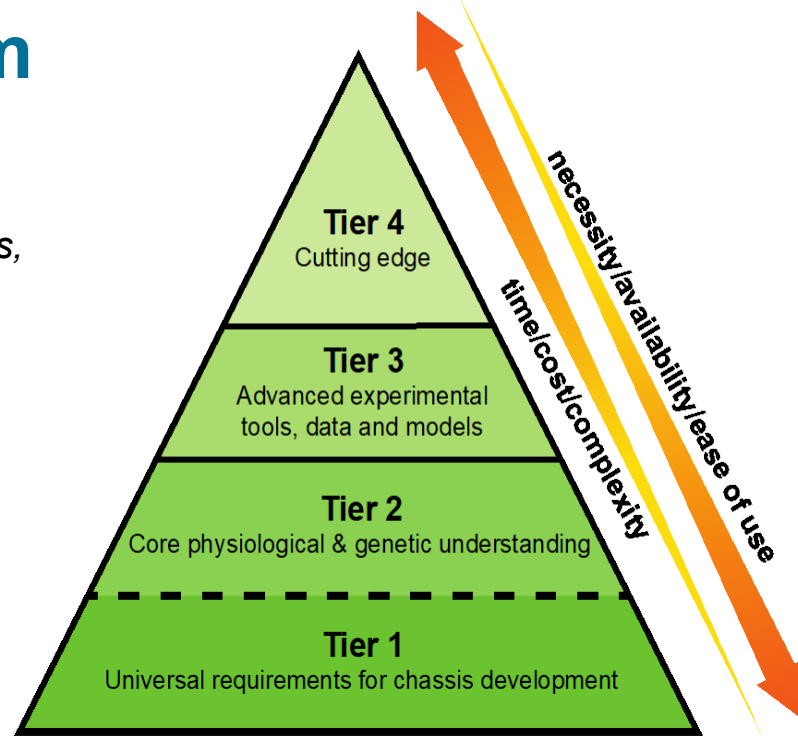 m
s,
Tier 4
Cutting edge
Tier 3
Advanced experimental
tools, data and models
Tier 2
Core physiological & genetic understanding
Tier 1
Universal requirements for chassis development
time/cost/complexity
necessity/availability/ease of use